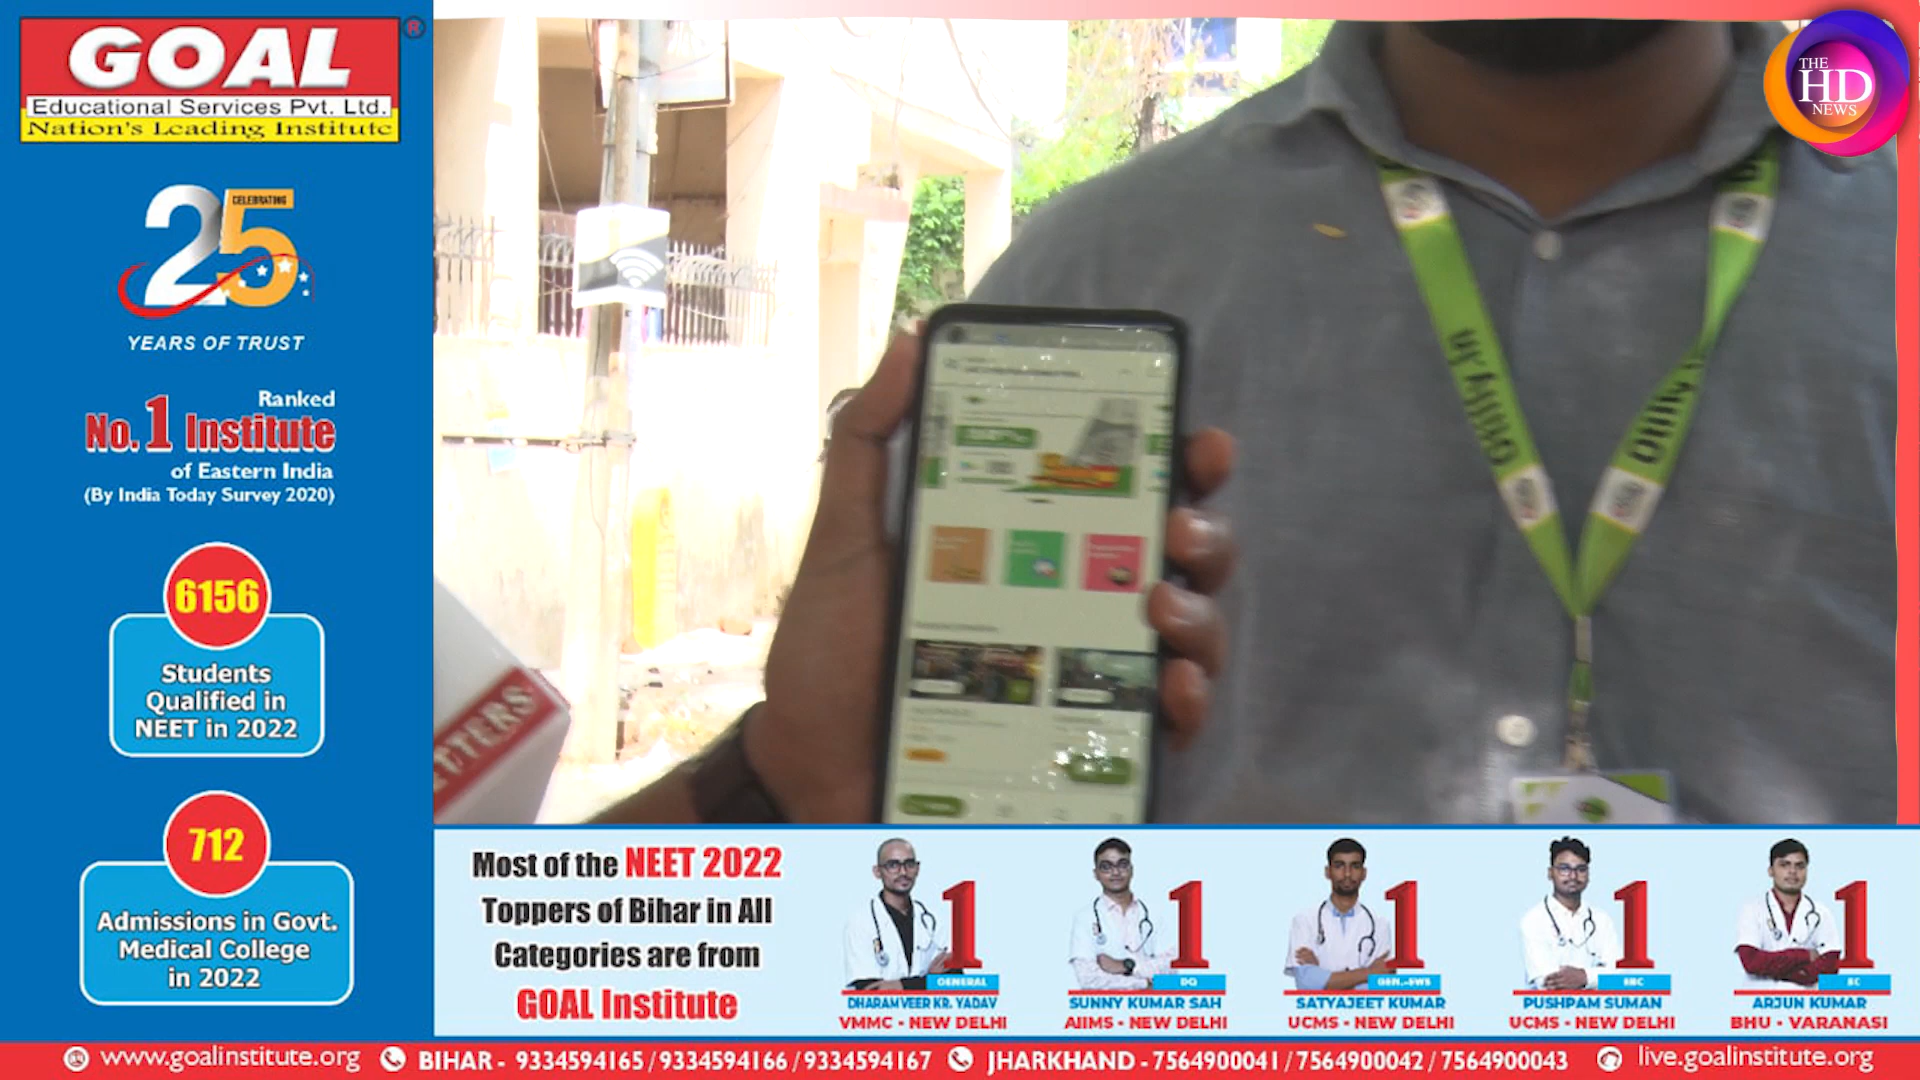 GOAL ®
Educational Services Pvt. Ltd.
Nation's Leading Institute
CELEBRATING
25
YEARS OF TRUST
Ranked
No. 1 Institute
of Eastern India
(By India Today Survey 2020)
6156
Students
Qualified in
NEET in 2022
712
Admissions in Govt.
Medical College
in 2022
THE
HD
NEWS
Most of the NEET 2022
Toppers of Bihar in All
Categories are from
GOAL Institute
1
GENERAL
DHARAMVEER KR. YADAV
VMMC - NEW DELHI
1
DQ
SUNNY KUMAR SAH
AIIMS - NEW DELHI
1
GEN.-EWS
SATYAJEET KUMAR
UCMS - NEW DELHI
1
PUSHPAM SUMAN
UCMS - NEW DELHI
1
SC
ARJUN KUMAR
BHU - VARANASI
www.goalinstitute.org BIHAR - 9334594165 / 9334594166 / 9334594167 JHARKHAND - 7564900041 / 7564900042 / 7564900043 live.goalinstitute.org